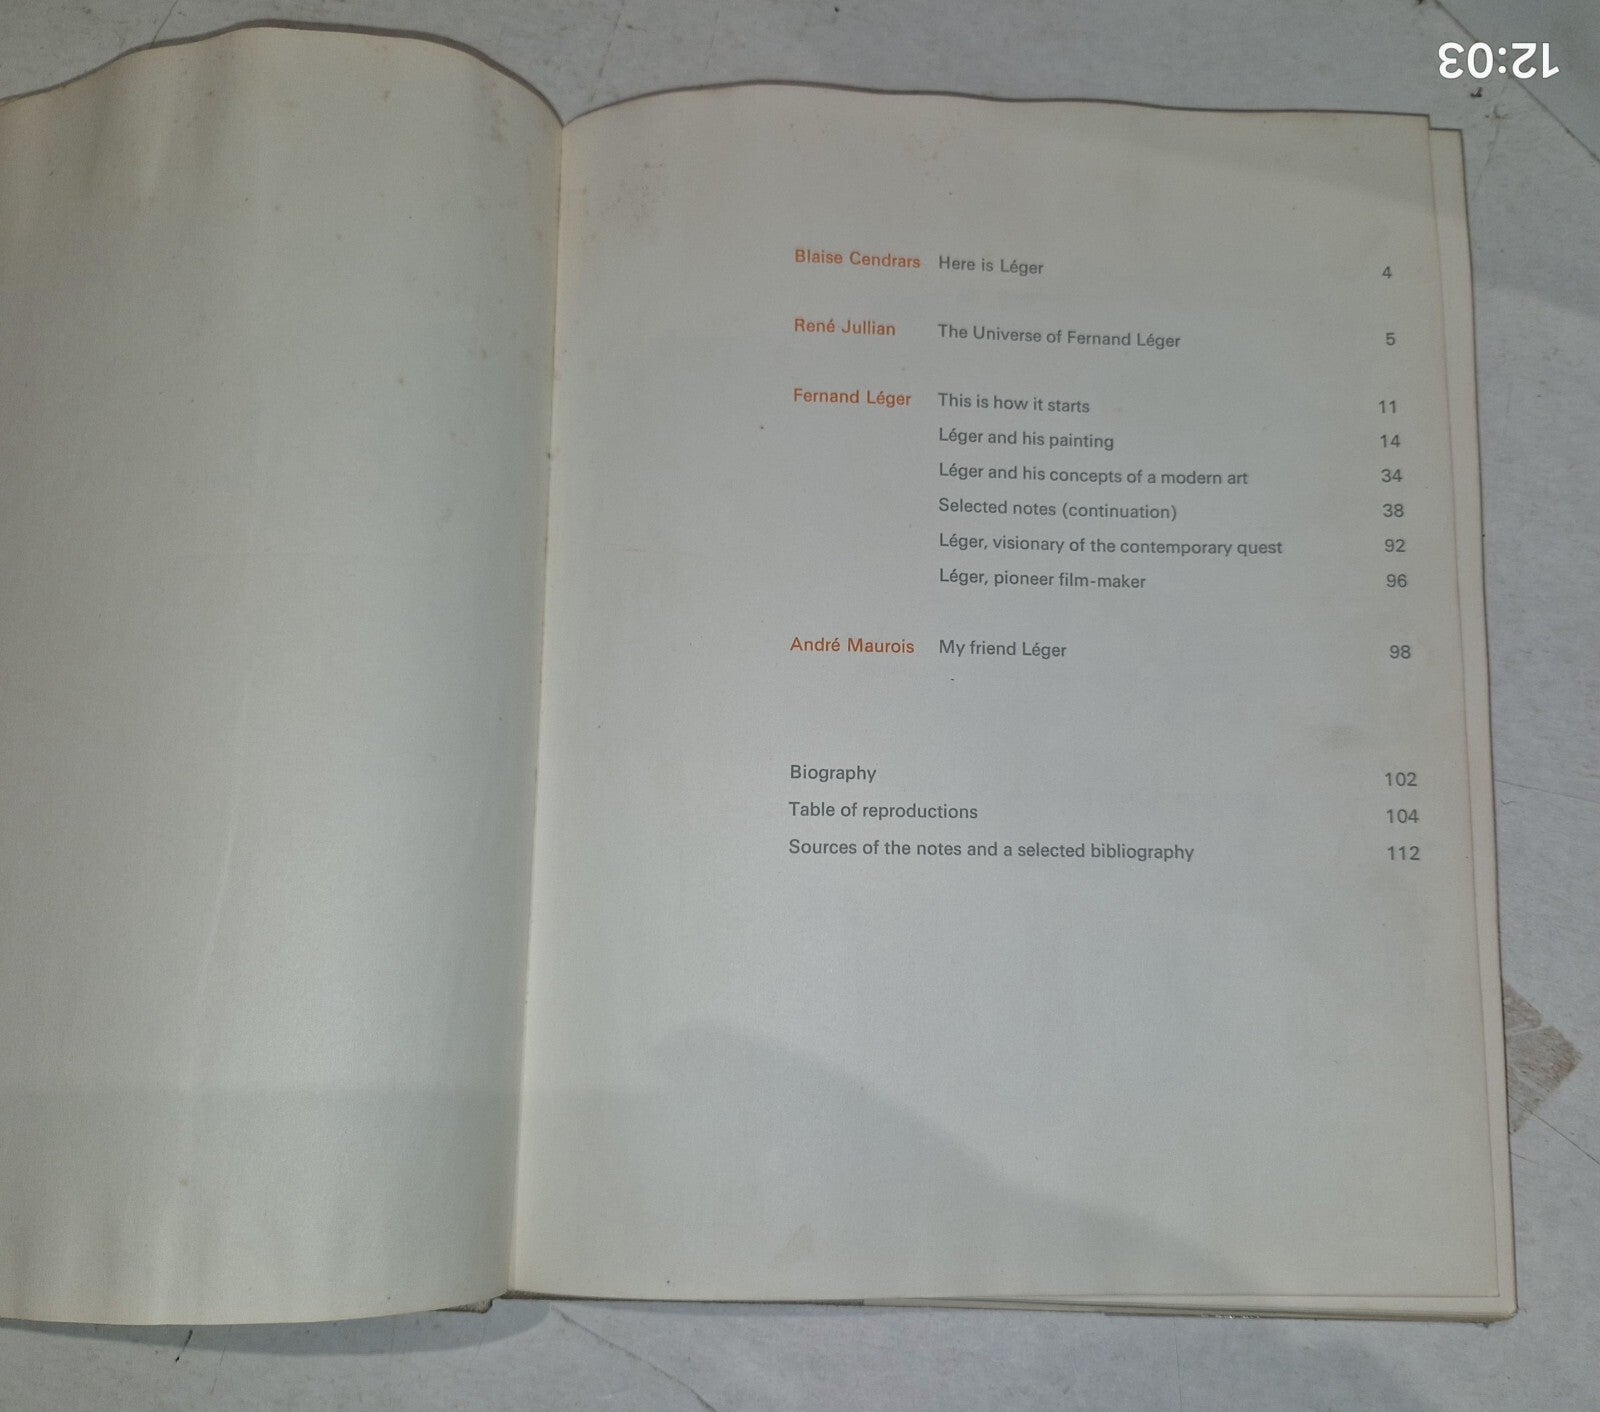 12:03
Blaise Cendrars Here is Léger 4
René Jullian The Universe of Fernand Léger 5
Fernand Léger This is how it starts 11
Léger and his painting 14
Léger and his concepts of a modern art 34
Selected notes (continuation) 38
Léger, visionary of the contemporary quest 92
Léger, pioneer film-maker 96
André Maurois My friend Léger 98
Biography 102
Table of reproductions 104
Sources of the notes and a selected bibliography 112